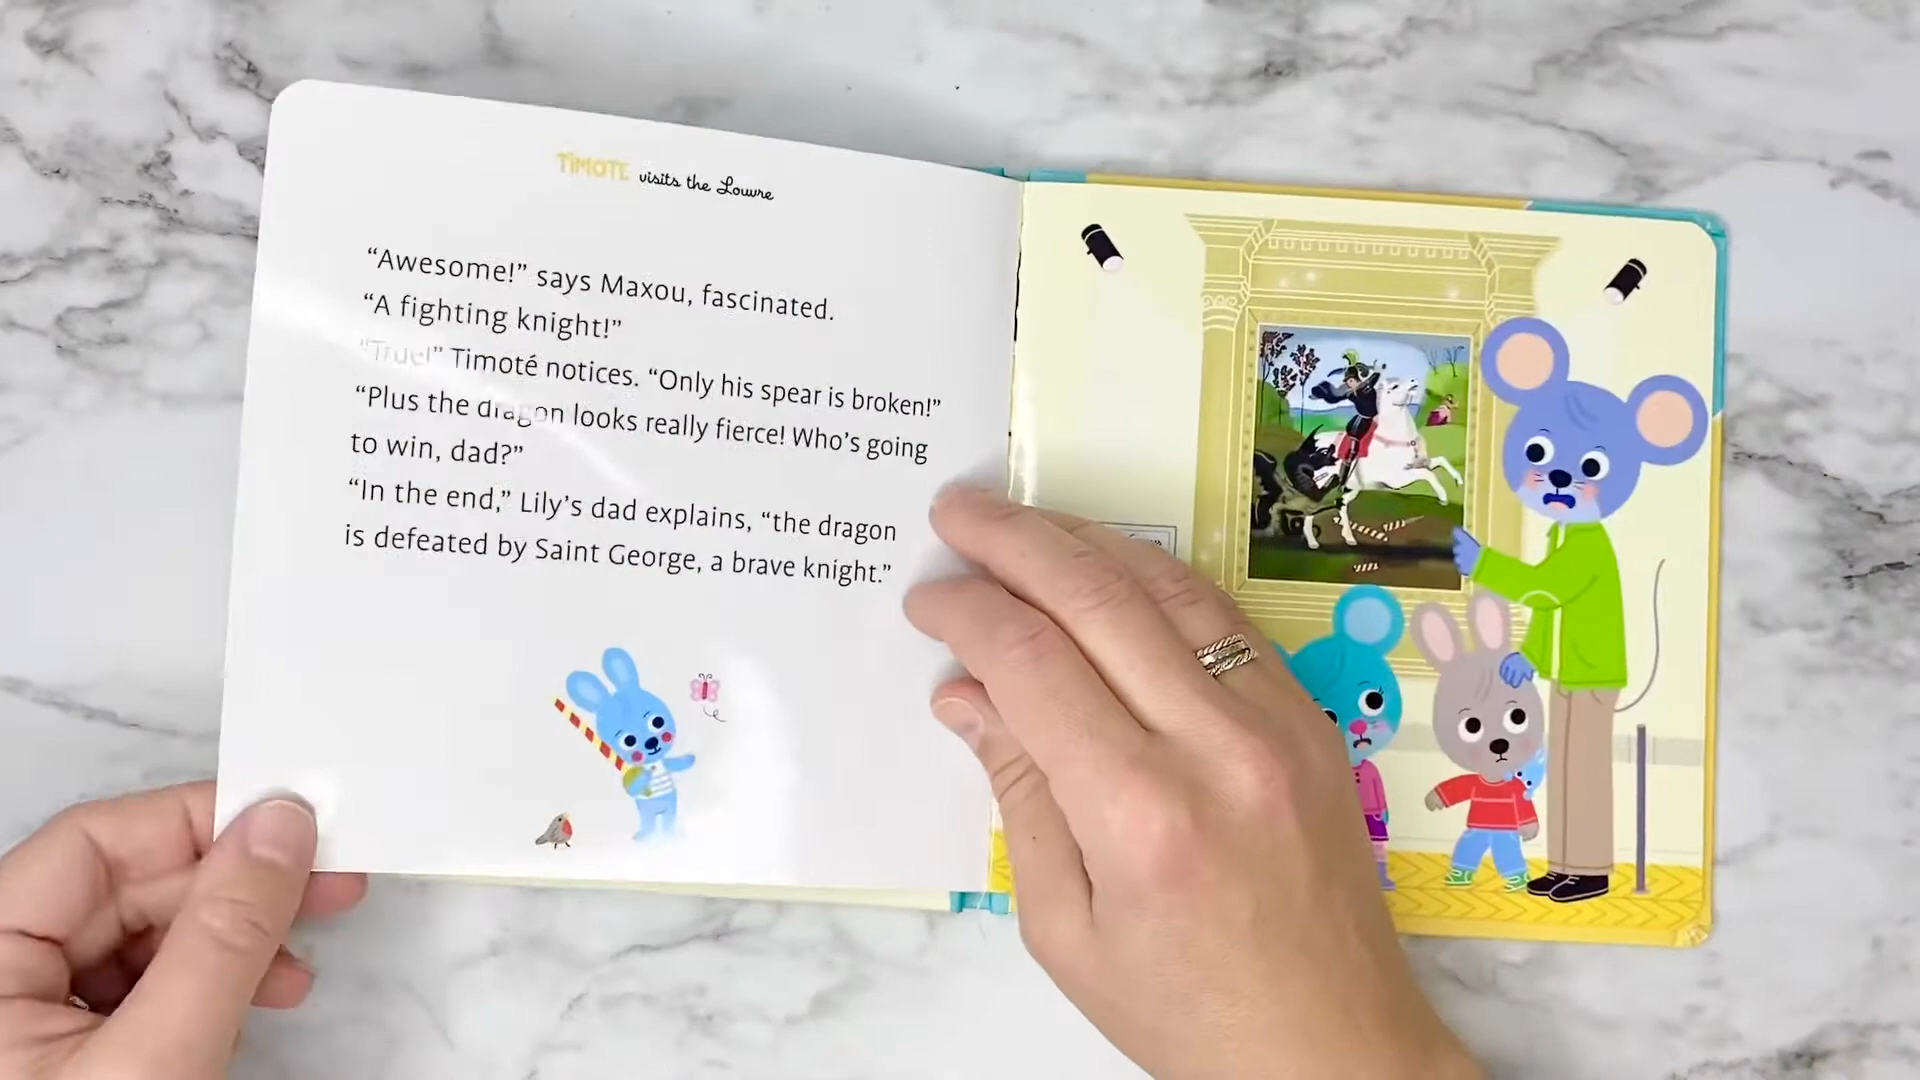 TIMOTÉ visits the Louvre
“Awesome!” says Maxou, fascinated.
“A fighting knight!”
“True!” Timoté notices. “Only his spear is broken!”
“Plus the dragon looks really fierce! Who’s going
to win, dad?”
“In the end,” Lily’s dad explains, “the dragon
is defeated by Saint George, a brave knight.”